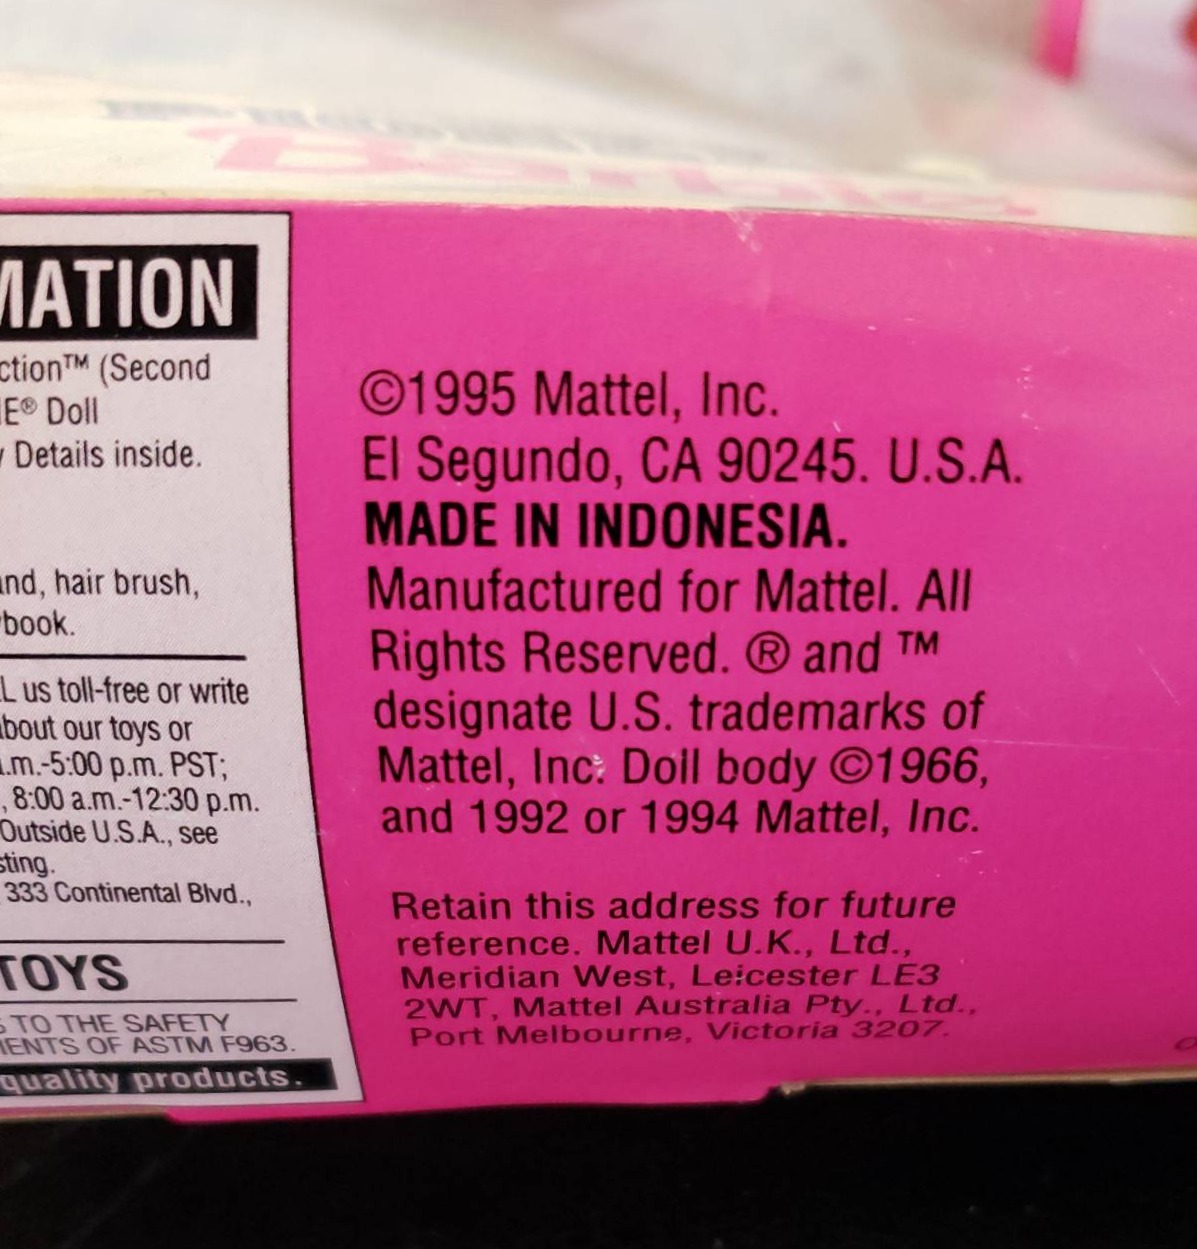 Barbie
MATION
ction™ (Second
E® Doll
Details inside.
and, hair brush,
book.
L us toll-free or write
about our toys or
a.m.-5:00 p.m. PST;
, 8:00 a.m.-12:30 p.m.
Outside U.S.A., see
sting.
333 Continental Blvd.,
TOYS
S TO THE SAFETY
MENTS OF ASTM F963.
quality products.
©1995 Mattel, Inc.
El Segundo, CA 90245. U.S.A.
MADE IN INDONESIA.
Manufactured for Mattel. All
Rights Reserved. ® and ™
designate U.S. trademarks of
Mattel, Inc. Doll body ©1966,
and 1992 or 1994 Mattel, Inc.
Retain this address for future
reference. Mattel U.K., Ltd.,
Meridian West, Leicester LE3
2WT, Mattel Australia Pty., Ltd.,
Port Melbourne, Victoria 3207.